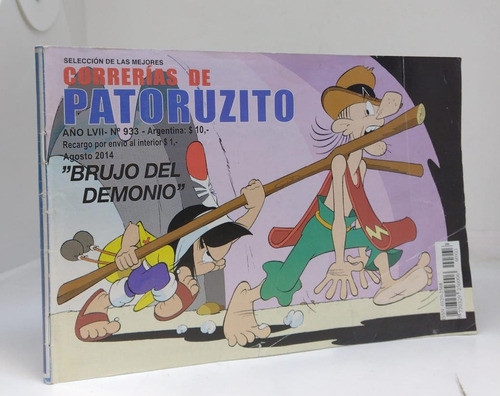 SELECCIÓN DE LAS MEJORES
CORRERÍAS DE
PATORUZITO
AÑO LVII- Nº 933 - Argentina: $ 10,-
Recargo por envio al interior $ 1,-
Agosto 2014
"BRUJO DEL
DEMONIO"